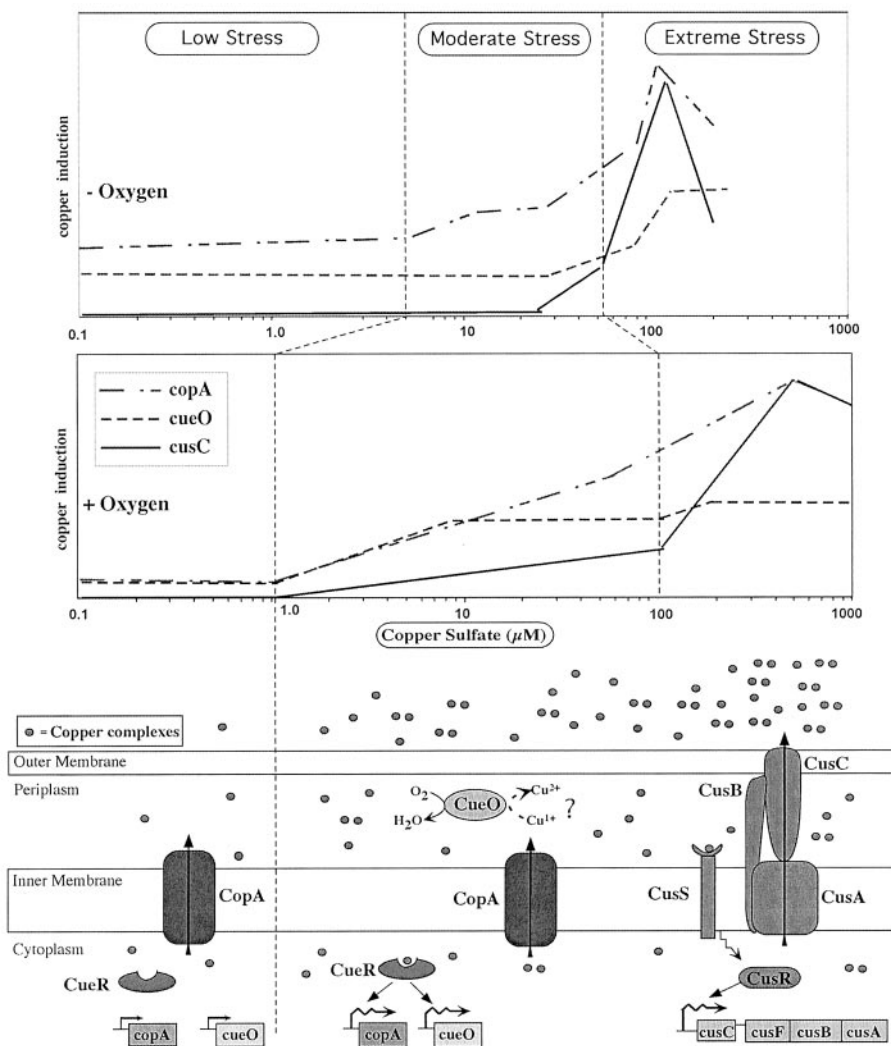 Low Stress Moderate Stress Extreme Stress
copper induction
- Oxygen
0.1 1.0 10 100 1000
copA
cueO
cusC
copper induction
+ Oxygen
0.1 1.0 10 100 1000
Copper Sulfate (μM)
= Copper complexes
Outer Membrane
CusC
Periplasm
CusB
O2 CueO Cu2+
H2O Cu1+ ?
Inner Membrane
CopA CopA CusS CusA
Cytoplasm
CueR CueR CusR
copA cueO copA cueO cusC cusF cusB cusA